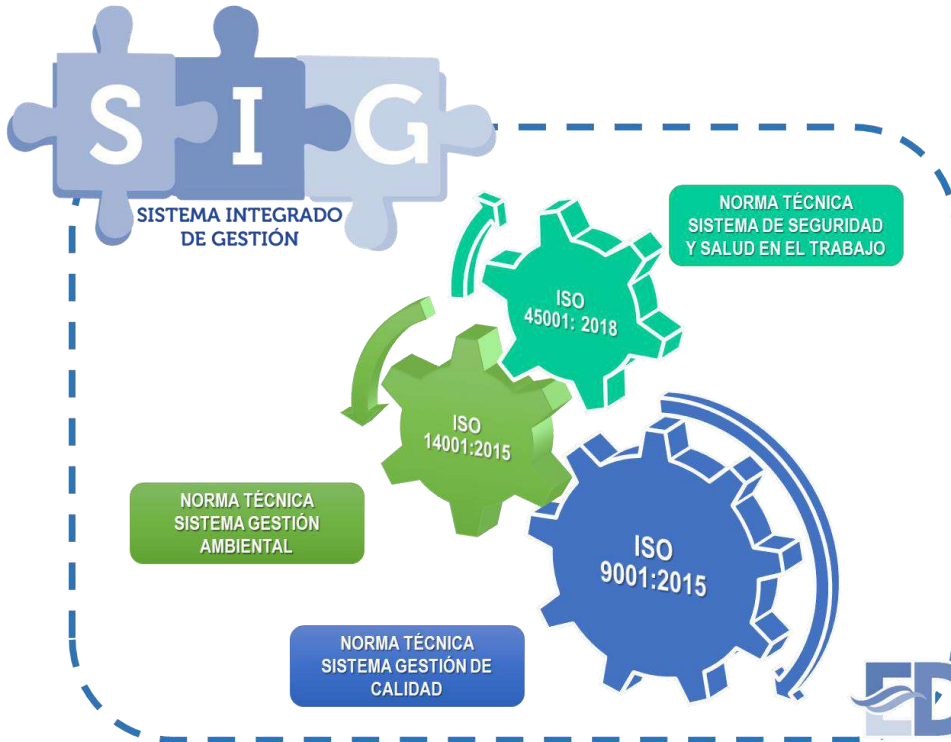 SIG
SISTEMA INTEGRADO
DE GESTIÓN
NORMA TÉCNICA
SISTEMA DE SEGURIDAD
Y SALUD EN EL TRABAJO
ISO
45001: 2018
ISO
14001:2015
NORMA TÉCNICA
SISTEMA GESTIÓN
AMBIENTAL
ISO
9001:2015
NORMA TÉCNICA
SISTEMA GESTIÓN DE
CALIDAD